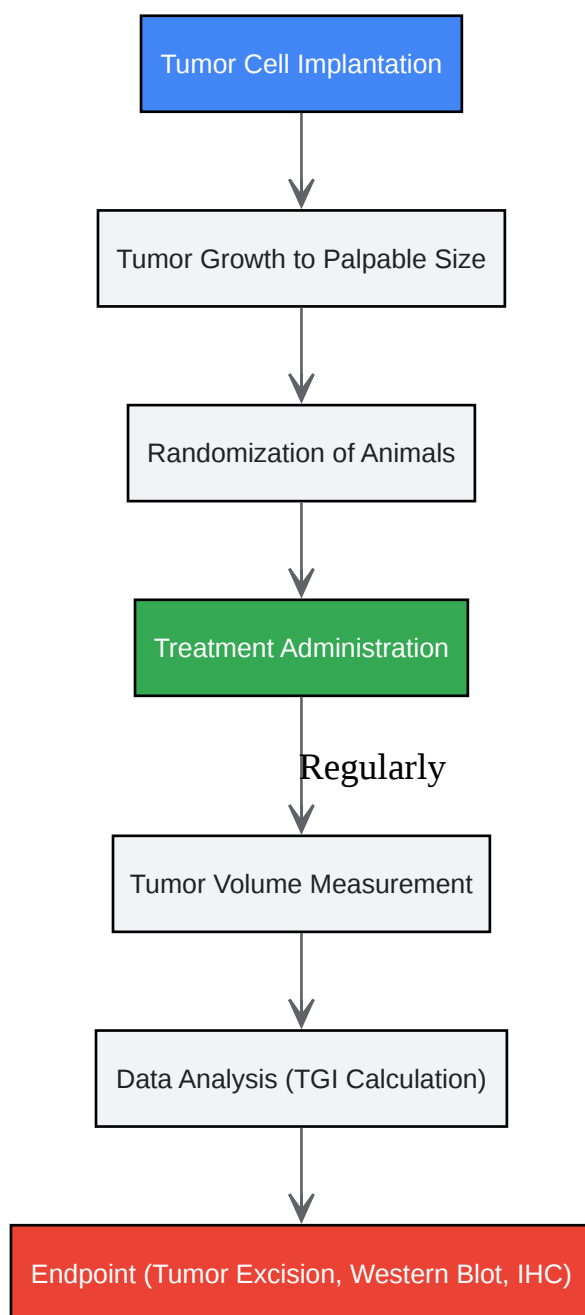 Tumor Cell Implantation
Tumor Growth to Palpable Size
Randomization of Animals
Treatment Administration
Regularly
Tumor Volume Measurement
Data Analysis (TGI Calculation)
Endpoint (Tumor Excision, Western Blot, IHC)